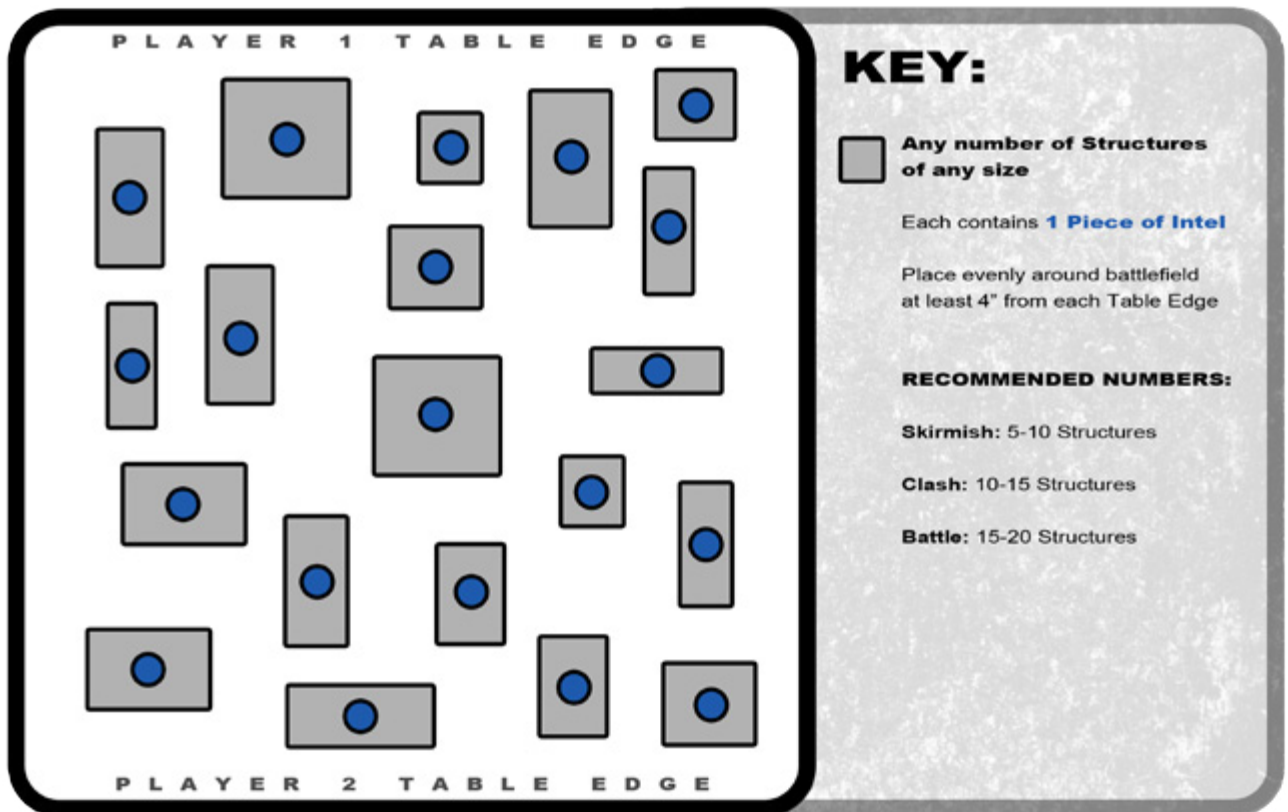 PLAYER 1 TABLE EDGE
PLAYER 2 TABLE EDGE
KEY:
Any number of Structures
of any size
Each contains 1 Piece of Intel
Place evenly around battlefield
at least 4” from each Table Edge
RECOMMENDED NUMBERS:
Skirmish: 5-10 Structures
Clash: 10-15 Structures
Battle: 15-20 Structures